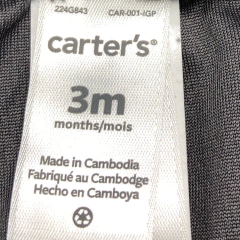 224G843 CAR-001-IGP
carter's®
3m
months/mois
Made in Cambodia
Fabriqué au Cambodge
Hecho en Camboya